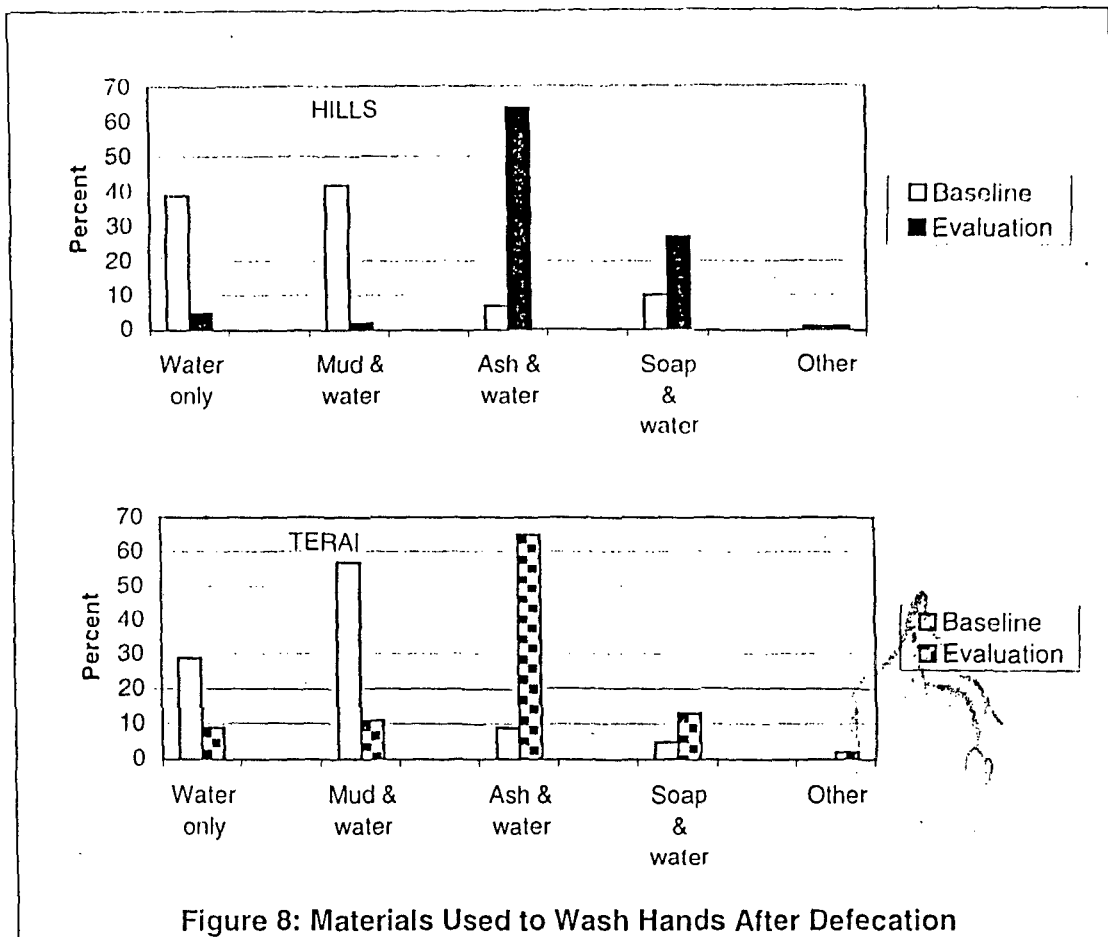 70
60
50
40
30
20
10
0
Percent
HILLS
Water only
Mud & water
Ash & water
Soap & water
Other
Baseline
Evaluation
70
60
50
40
30
20
10
0
Percent
TERAI
Water only
Mud & water
Ash & water
Soap & water
Other
Baseline
Evaluation
Figure 8: Materials Used to Wash Hands After Defecation